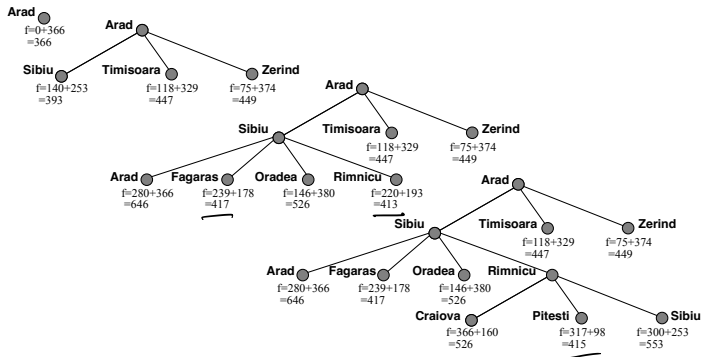 Arad
f=0+366
=366
Arad
Sibiu
f=140+253
=393
Timisoara
f=118+329
=447
Zerind
f=75+374
=449
Arad
Sibiu
Timisoara
f=118+329
=447
Zerind
f=75+374
=449
Arad
f=280+366
=646
Fagaras
f=239+178
=417
Oradea
f=146+380
=526
Rimnicu
f=220+193
=413
Arad
Sibiu
Timisoara
f=118+329
=447
Zerind
f=75+374
=449
Arad
f=280+366
=646
Fagaras
f=239+178
=417
Oradea
f=146+380
=526
Rimnicu
Craiova
f=366+160
=526
Pitesti
f=317+98
=415
Sibiu
f=300+253
=553